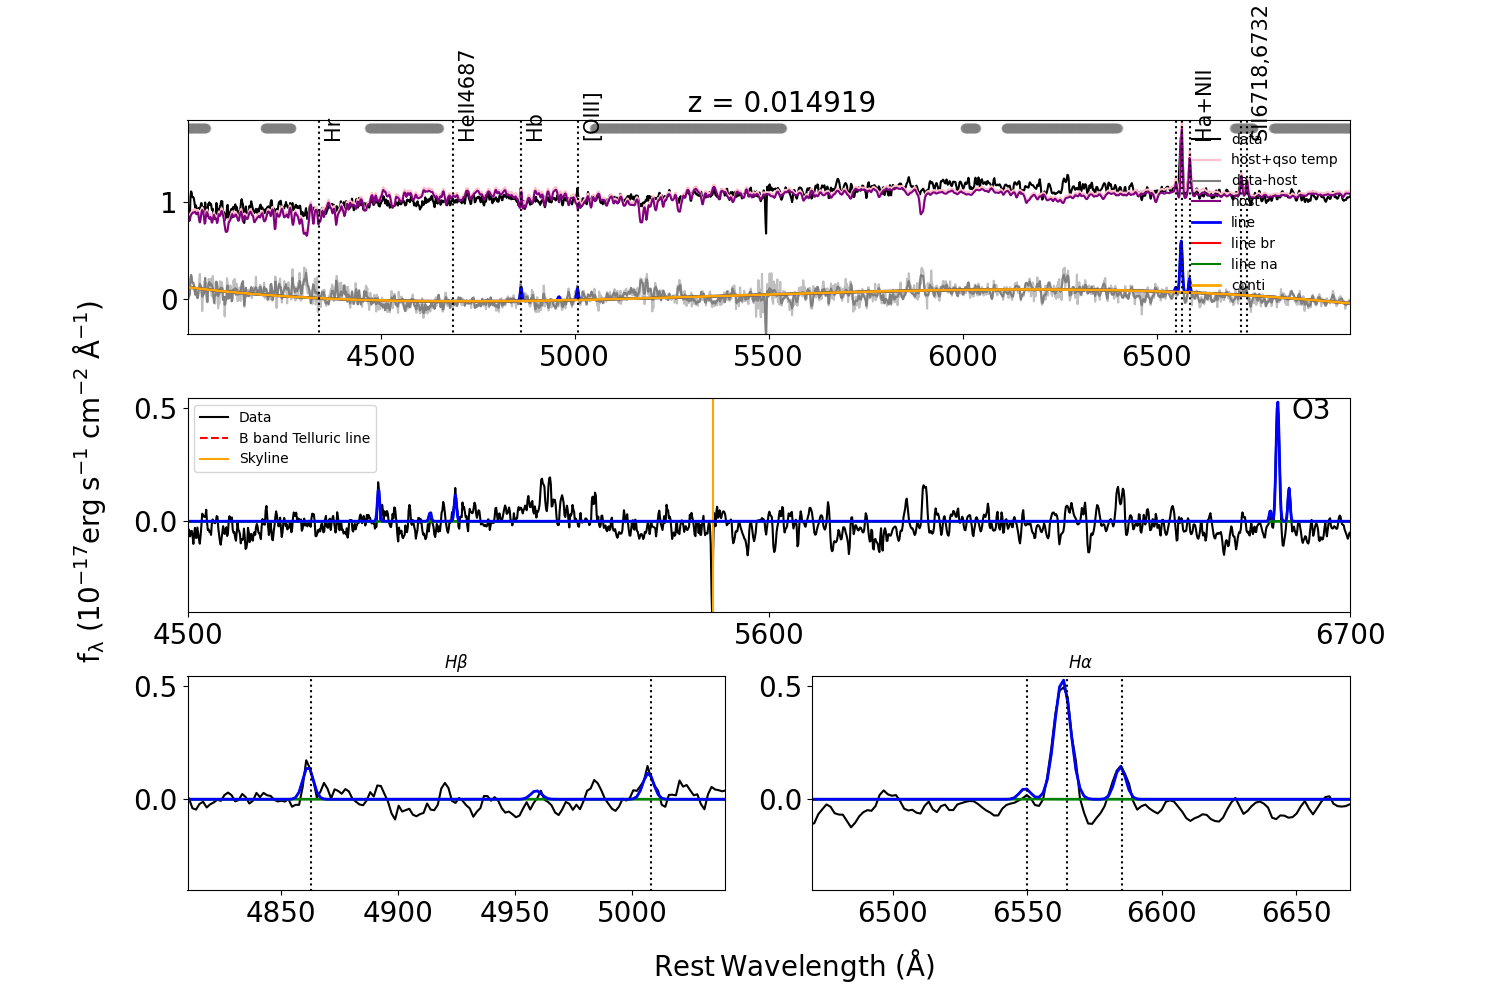 z = 0.014919
Hr
HeII4687
Hb
[OIII]
Ha+NII
SII6718,6732
data
host+qso temp
data-host
host
line
line br
line na
conti
1
0
4500
5000
5500
6000
6500
fλ (10−17erg s−1 cm−2 Å−1)
Data
B band Telluric line
Skyline
O3
0.5
0.0
4500
5600
6700
Hβ
0.5
0.0
4850
4900
4950
5000
Hα
0.5
0.0
6500
6550
6600
6650
Rest Wavelength (Å)